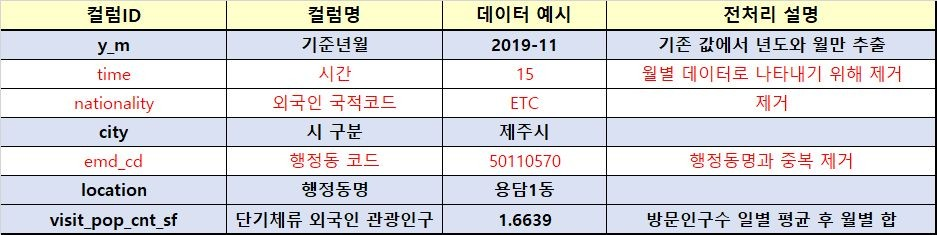 컬럼ID 컬럼명 데이터 예시 전처리 설명
y_m 기준년월 2019-11 기존 값에서 년도와 월만 추출
time 시간 15 월별 데이터로 나타내기 위해 제거
nationality 외국인 국적코드 ETC 제거
city 시 구분 제주시
emd_cd 행정동 코드 50110570 행정동명과 중복 제거
location 행정동명 용담1동
visit_pop_cnt_sf 단기체류 외국인 관광인구 1.6639 방문인구수 일별 평균 후 월별 합